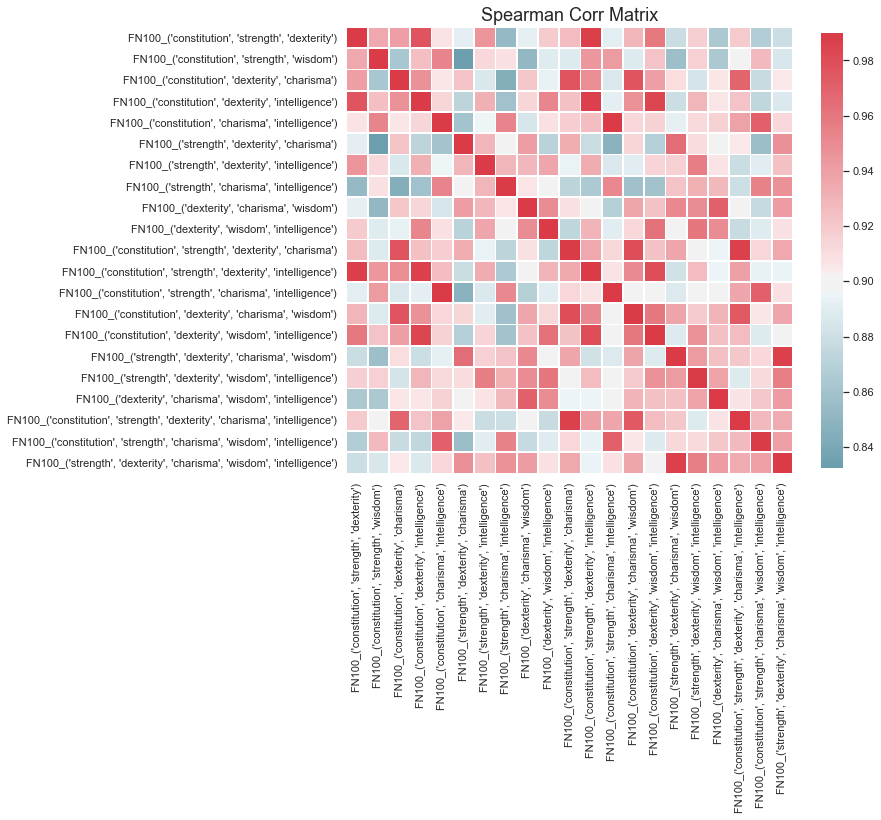 Spearman Corr Matrix
FN100_('constitution', 'strength', 'dexterity')
FN100_('constitution', 'strength', 'wisdom')
FN100_('constitution', 'dexterity', 'charisma')
FN100_('constitution', 'dexterity', 'intelligence')
FN100_('constitution', 'charisma', 'intelligence')
FN100_('strength', 'dexterity', 'charisma')
FN100_('strength', 'dexterity', 'intelligence')
FN100_('strength', 'charisma', 'intelligence')
FN100_('dexterity', 'charisma', 'wisdom')
FN100_('dexterity', 'wisdom', 'intelligence')
FN100_('constitution', 'strength', 'dexterity', 'charisma')
FN100_('constitution', 'strength', 'dexterity', 'intelligence')
FN100_('constitution', 'strength', 'charisma', 'intelligence')
FN100_('constitution', 'dexterity', 'charisma', 'wisdom')
FN100_('constitution', 'dexterity', 'wisdom', 'intelligence')
FN100_('strength', 'dexterity', 'charisma', 'wisdom')
FN100_('strength', 'dexterity', 'wisdom', 'intelligence')
FN100_('dexterity', 'charisma', 'wisdom', 'intelligence')
FN100_('constitution', 'strength', 'dexterity', 'charisma', 'intelligence')
FN100_('constitution', 'strength', 'charisma', 'wisdom', 'intelligence')
FN100_('strength', 'dexterity', 'charisma', 'wisdom', 'intelligence')
FN100_('constitution', 'strength', 'dexterity')
FN100_('constitution', 'strength', 'wisdom')
FN100_('constitution', 'dexterity', 'charisma')
FN100_('constitution', 'dexterity', 'intelligence')
FN100_('constitution', 'charisma', 'intelligence')
FN100_('strength', 'dexterity', 'charisma')
FN100_('strength', 'dexterity', 'intelligence')
FN100_('strength', 'charisma', 'intelligence')
FN100_('dexterity', 'charisma', 'wisdom')
FN100_('dexterity', 'wisdom', 'intelligence')
FN100_('constitution', 'strength', 'dexterity', 'charisma')
FN100_('constitution', 'strength', 'dexterity', 'intelligence')
FN100_('constitution', 'strength', 'charisma', 'intelligence')
FN100_('constitution', 'dexterity', 'charisma', 'wisdom')
FN100_('constitution', 'dexterity', 'wisdom', 'intelligence')
FN100_('strength', 'dexterity', 'charisma', 'wisdom')
FN100_('strength', 'dexterity', 'wisdom', 'intelligence')
FN100_('dexterity', 'charisma', 'wisdom', 'intelligence')
FN100_('constitution', 'strength', 'dexterity', 'charisma', 'intelligence')
FN100_('constitution', 'strength', 'charisma', 'wisdom', 'intelligence')
FN100_('strength', 'dexterity', 'charisma', 'wisdom', 'intelligence')
0.98
0.96
0.94
0.92
0.90
0.88
0.86
0.84